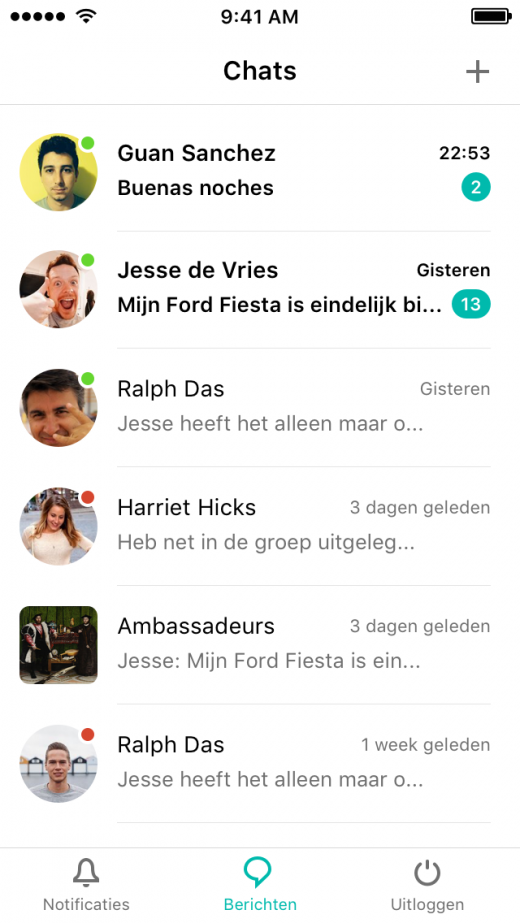 9:41 AM
Chats
Guan Sanchez 22:53
Buenas noches 2
Jesse de Vries Gisteren
Mijn Ford Fiesta is eindelijk bi... 13
Ralph Das Gisteren
Jesse heeft het alleen maar o...
Harriet Hicks 3 dagen geleden
Heb net in de groep uitgeleg...
Ambassadeurs 3 dagen geleden
Jesse: Mijn Ford Fiesta is ein...
Ralph Das 1 week geleden
Jesse heeft het alleen maar o...
Notificaties Berichten Uitloggen